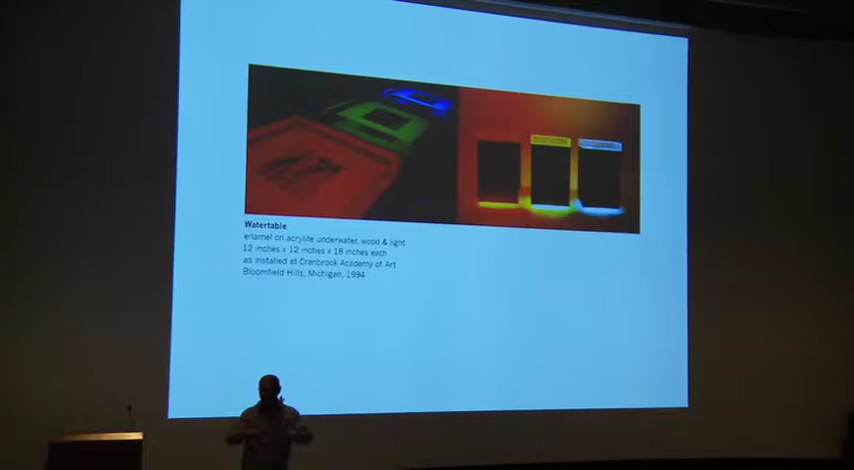 Watertable
enamel on acrylite underwater, wood & light
12 inches x 12 inches x 18 inches each
as installed at Cranbrook Academy of Art
Bloomfield Hills, Michigan, 1994